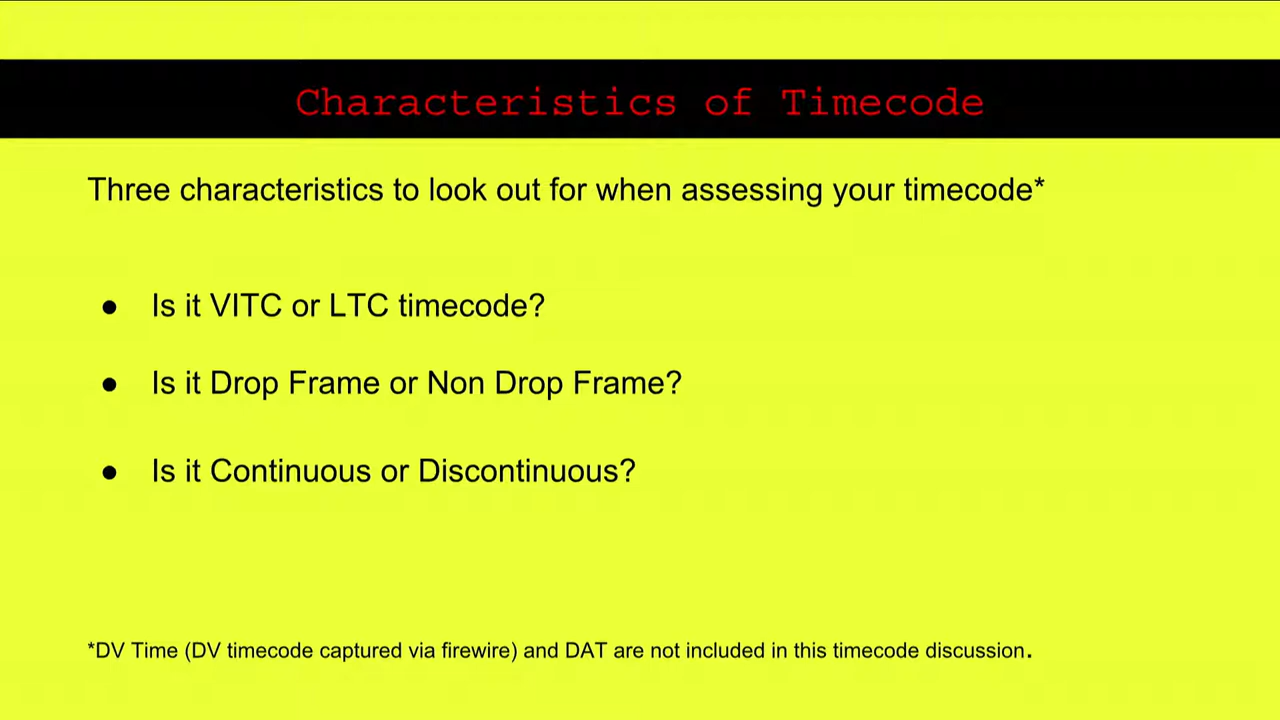 Characteristics of Timecode
Three characteristics to look out for when assessing your timecode*
● Is it VITC or LTC timecode?
● Is it Drop Frame or Non Drop Frame?
● Is it Continuous or Discontinuous?
*DV Time (DV timecode captured via firewire) and DAT are not included in this timecode discussion.